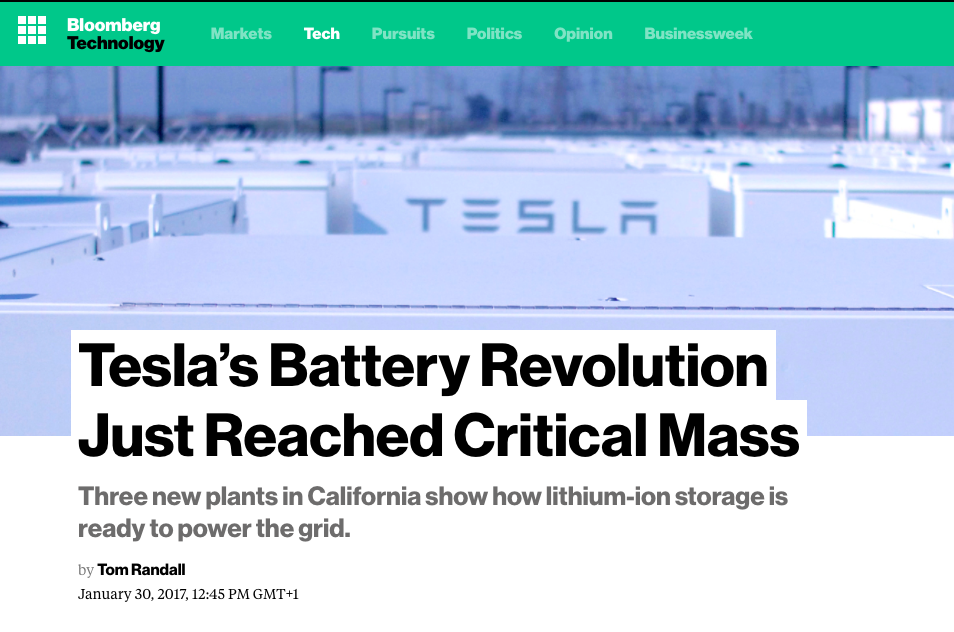 Bloomberg
Technology
Markets Tech Pursuits Politics Opinion Businessweek
TESLA
Tesla’s Battery Revolution
Just Reached Critical Mass
Three new plants in California show how lithium-ion storage is
ready to power the grid.
by Tom Randall
January 30, 2017, 12:45 PM GMT+1